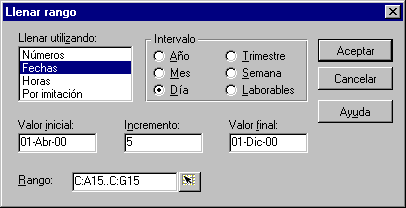 Llenar rango
Llenar utilizando:
Números
Fechas
Horas
Por imitación
Intervalo
Año
Mes
Día
Trimestre
Semana
Laborables
Aceptar
Cancelar
Ayuda
Valor inicial:
Incremento:
Valor final:
01-Abr-00
5
01-Dic-00
Rango:
C:A15..C:G15